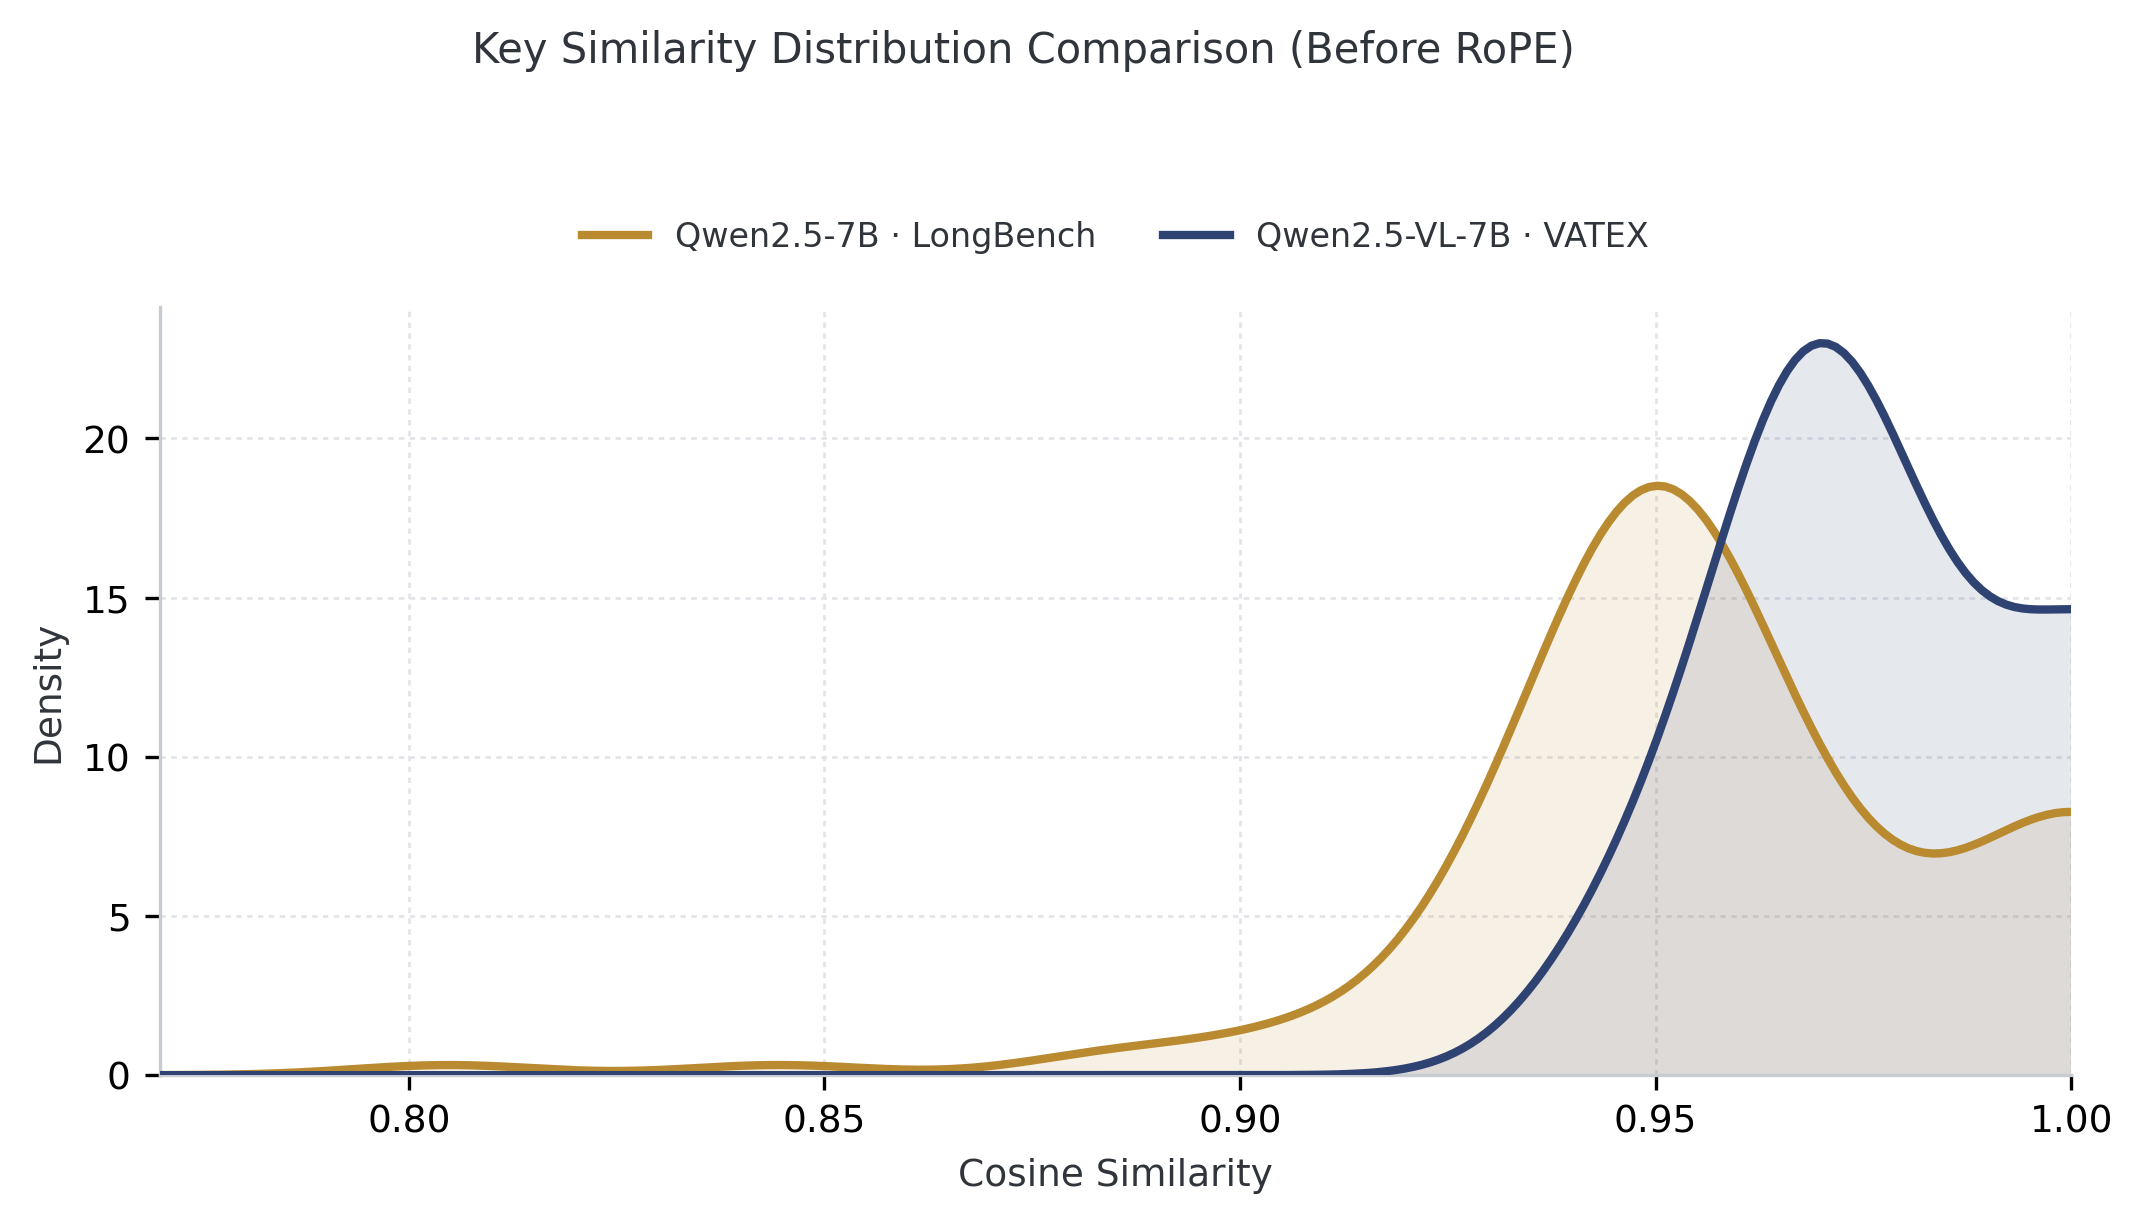 Key Similarity Distribution Comparison (Before RoPE)
Qwen2.5-7B · LongBench
Qwen2.5-VL-7B · VATEX
Density
20
15
10
5
0
0.80
0.85
0.90
0.95
1.00
Cosine Similarity